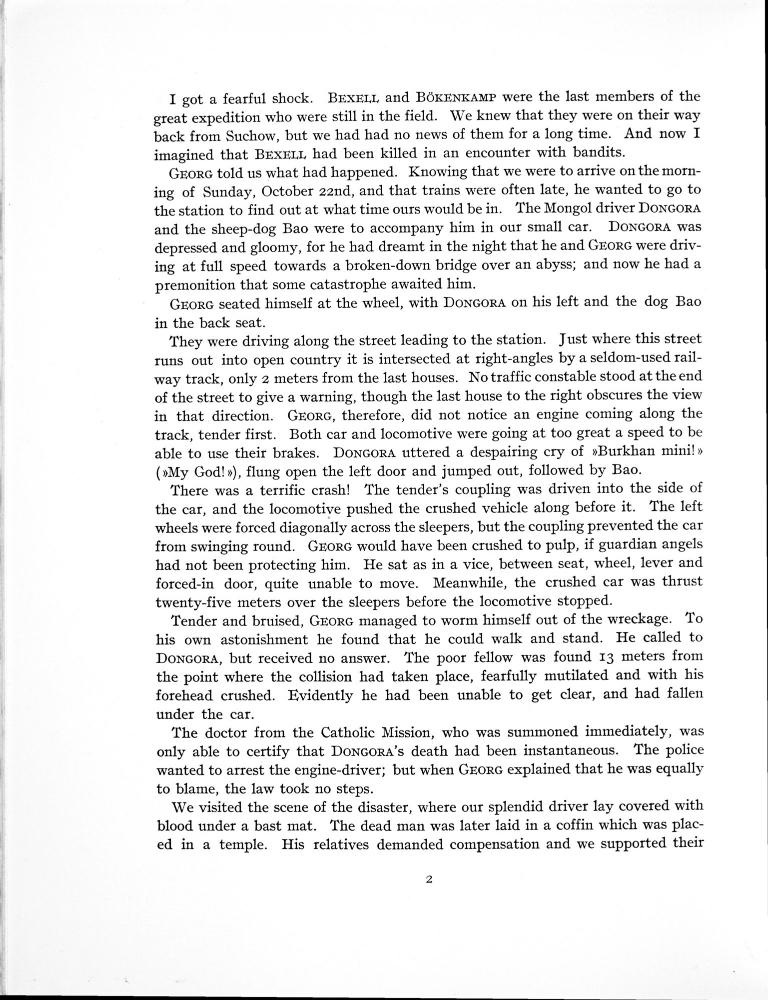 I got a fearful shock. BEXELL and BÖKENKAMP were the last members of the
great expedition who were still in the field. We knew that they were on their way
back from Suchow, but we had had no news of them for a long time. And now I
imagined that BEXELL had been killed in an encounter with bandits.
GEORG told us what had happened. Knowing that we were to arrive on the morn-
ing of Sunday, October 22nd, and that trains were often late, he wanted to go to
the station to find out at what time ours would be in. The Mongol driver DONGORA
and the sheep-dog Bao were to accompany him in our small car. DONGORA was
depressed and gloomy, for he had dreamt in the night that he and GEORG were driv-
ing at full speed towards a broken-down bridge over an abyss; and now he had a
premonition that some catastrophe awaited him.
GEORG seated himself at the wheel, with DONGORA on his left and the dog Bao
in the back seat.
They were driving along the street leading to the station. Just where this street
runs out into open country it is intersected at right-angles by a seldom-used rail-
way track, only 2 meters from the last houses. No traffic constable stood at the end
of the street to give a warning, though the last house to the right obscures the view
in that direction. GEORG, therefore, did not notice an engine coming along the
track, tender first. Both car and locomotive were going at too great a speed to be
able to use their brakes. DONGORA uttered a despairing cry of »Burkhan mini!»
(»My God!»), flung open the left door and jumped out, followed by Bao.
There was a terrific crash! The tender's coupling was driven into the side of
the car, and the locomotive pushed the crushed vehicle along before it. The left
wheels were forced diagonally across the sleepers, but the coupling prevented the car
from swinging round. GEORG would have been crushed to pulp, if guardian angels
had not been protecting him. He sat as in a vice, between seat, wheel, lever and
forced-in door, quite unable to move. Meanwhile, the crushed car was thrust
twenty-five meters over the sleepers before the locomotive stopped.
Tender and bruised, GEORG managed to worm himself out of the wreckage. To
his own astonishment he found that he could walk and stand. He called to
DONGORA, but received no answer. The poor fellow was found 13 meters from
the point where the collision had taken place, fearfully mutilated and with his
forehead crushed. Evidently he had been unable to get clear, and had fallen
under the car.
The doctor from the Catholic Mission, who was summoned immediately, was
only able to certify that DONGORA's death had been instantaneous. The police
wanted to arrest the engine-driver; but when GEORG explained that he was equally
to blame, the law took no steps.
We visited the scene of the disaster, where our splendid driver lay covered with
blood under a bast mat. The dead man was later laid in a coffin which was plac-
ed in a temple. His relatives demanded compensation and we supported their
2